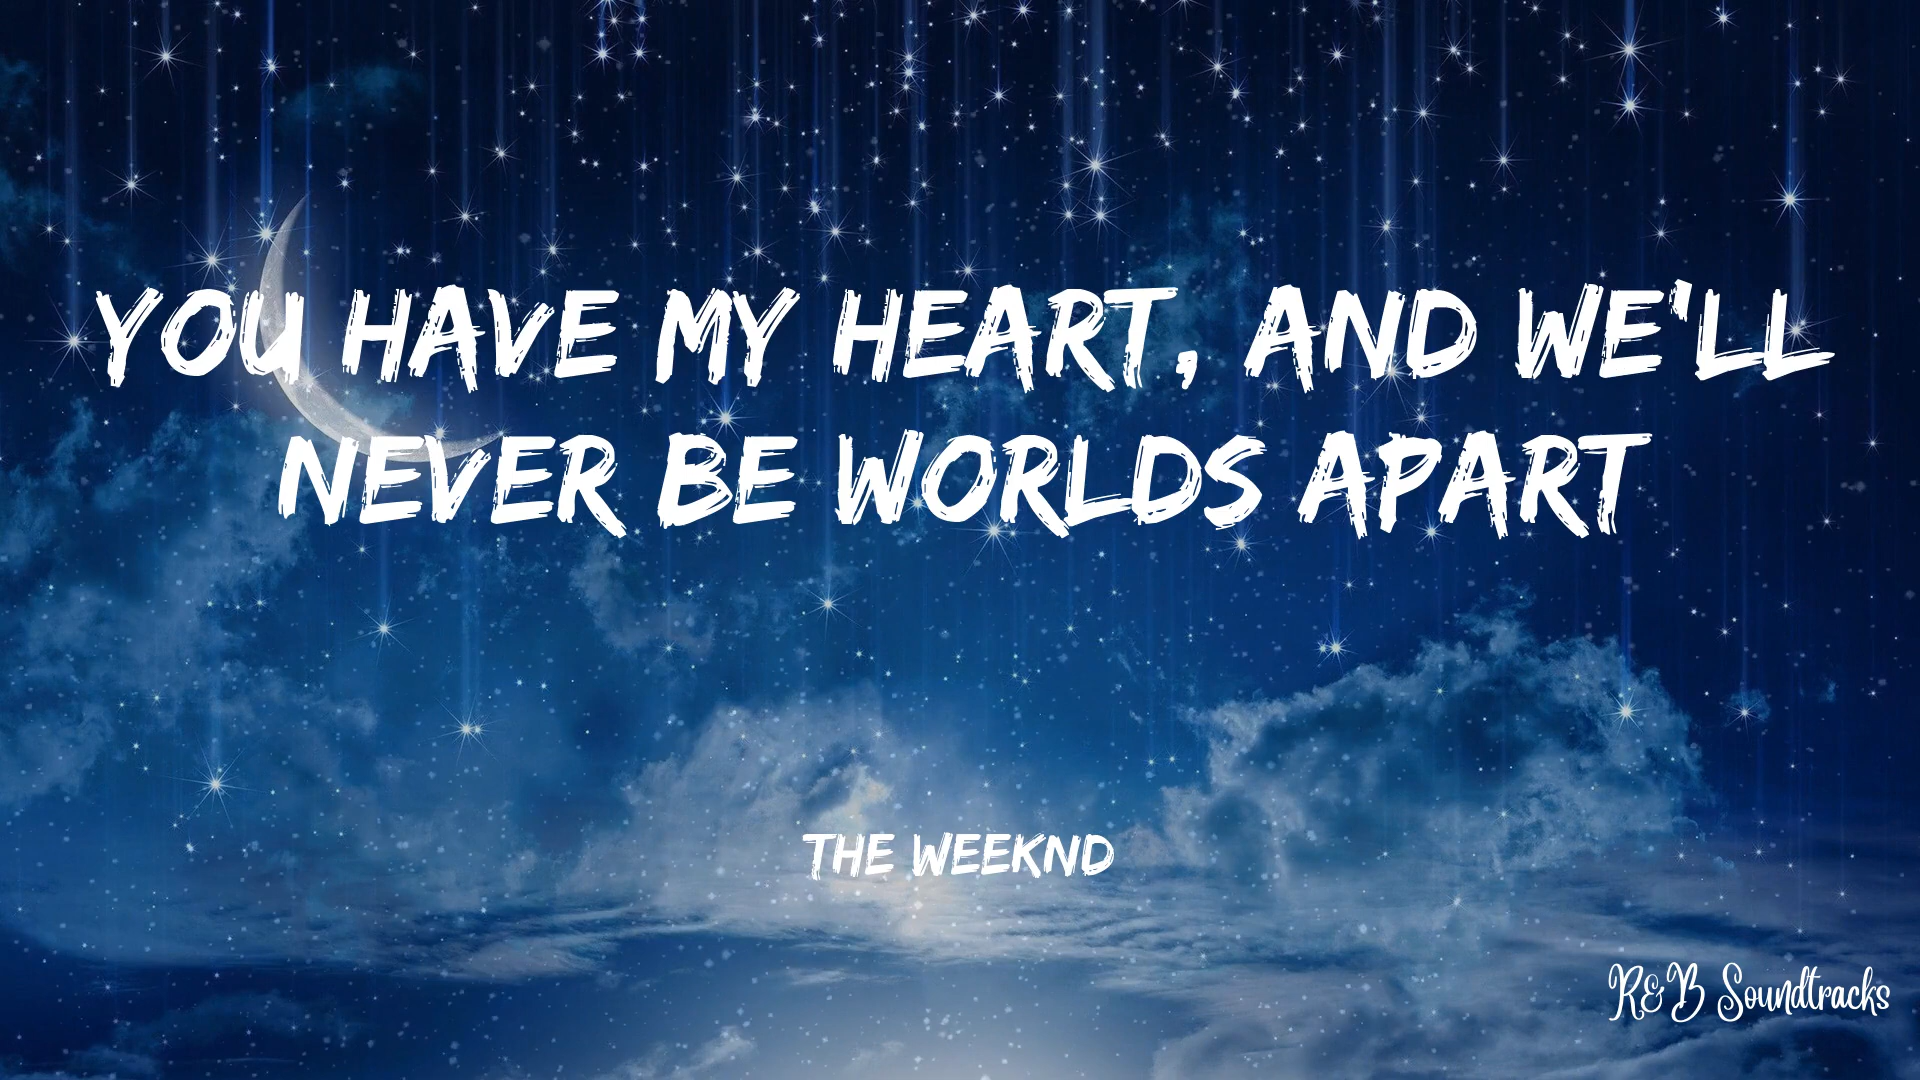 YOU HAVE MY HEART, AND WE'LL
NEVER BE WORLDS APART
THE WEEKND
R&B Soundtracks